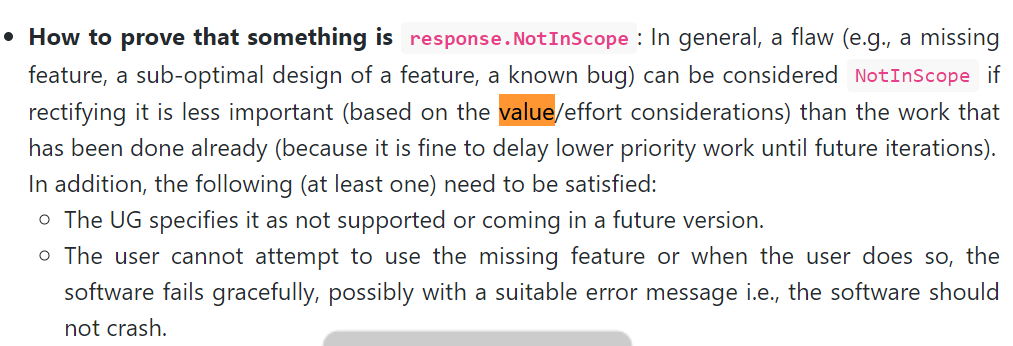 • How to prove that something is response.NotInScope: In general, a flaw (e.g., a missing
feature, a sub-optimal design of a feature, a known bug) can be considered NotInScope if
rectifying it is less important (based on the value/effort considerations) than the work that
has been done already (because it is fine to delay lower priority work until future iterations).
In addition, the following (at least one) need to be satisfied:
○ The UG specifies it as not supported or coming in a future version.
○ The user cannot attempt to use the missing feature or when the user does so, the
software fails gracefully, possibly with a suitable error message i.e., the software should
not crash.